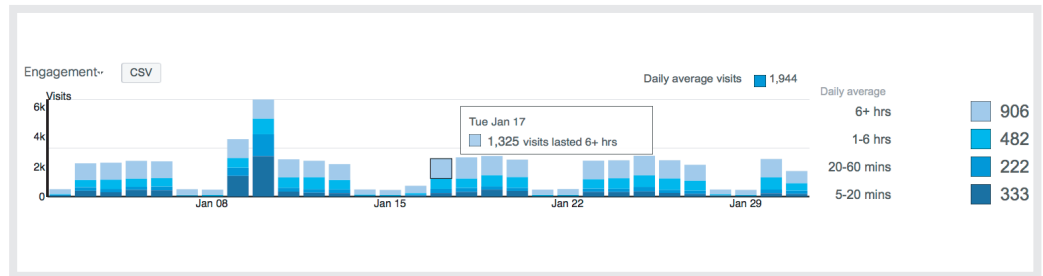 Engagement
CSV
Daily average visits 1,944
Visits
6k
4k
2k
0
Jan 08
Jan 15
Jan 22
Jan 29
Tue Jan 17
1,325 visits lasted 6+ hrs
Daily average
6+ hrs 906
1-6 hrs 482
20-60 mins 222
5-20 mins 333